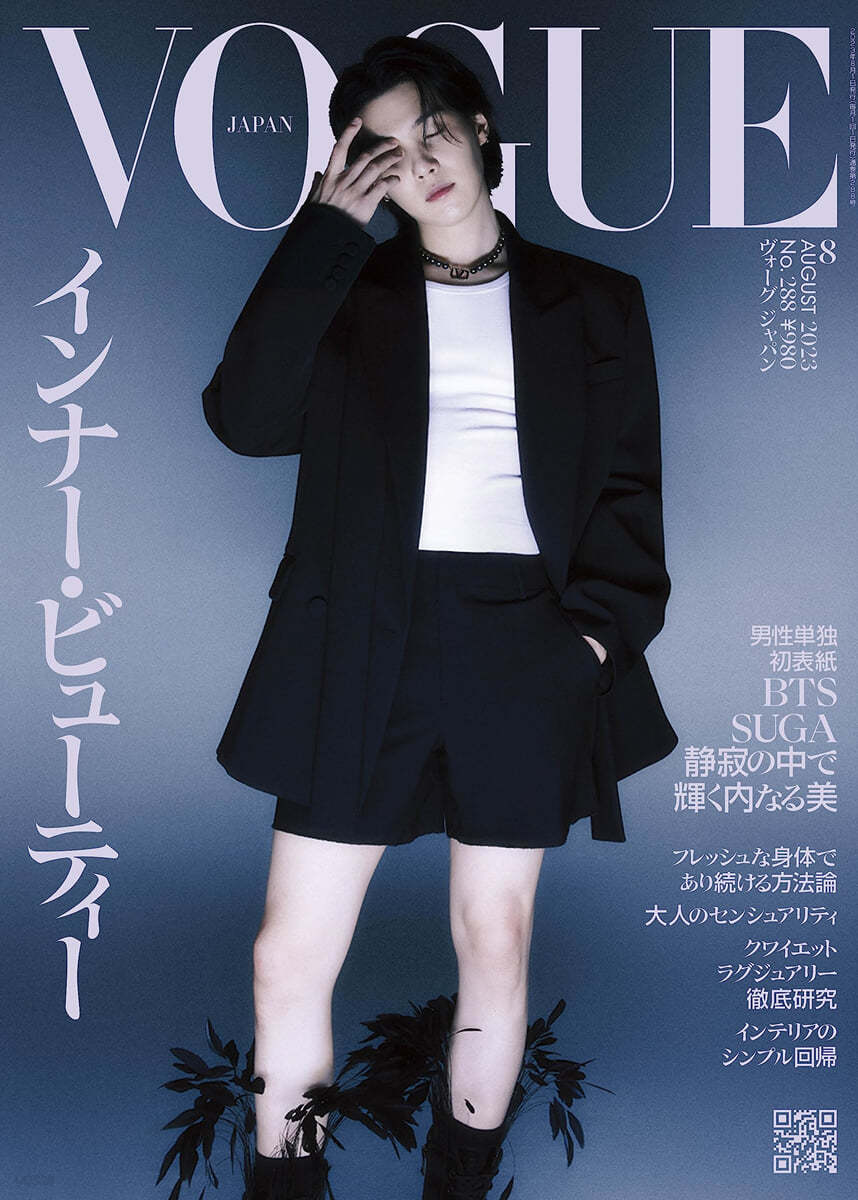 VOGUE
JAPAN
インナー・ビューティー
8
AUGUST 2023
No.288 ¥980
ヴォーグ ジャパン
男性単独
初表紙
BTS
SUGA
静寂の中で
輝く内なる美
フレッシュな身体で
あり続ける方法論
大人のセンシュアリティ
クワイエット
ラグジュアリー
徹底研究
インテリアの
シンプル回帰